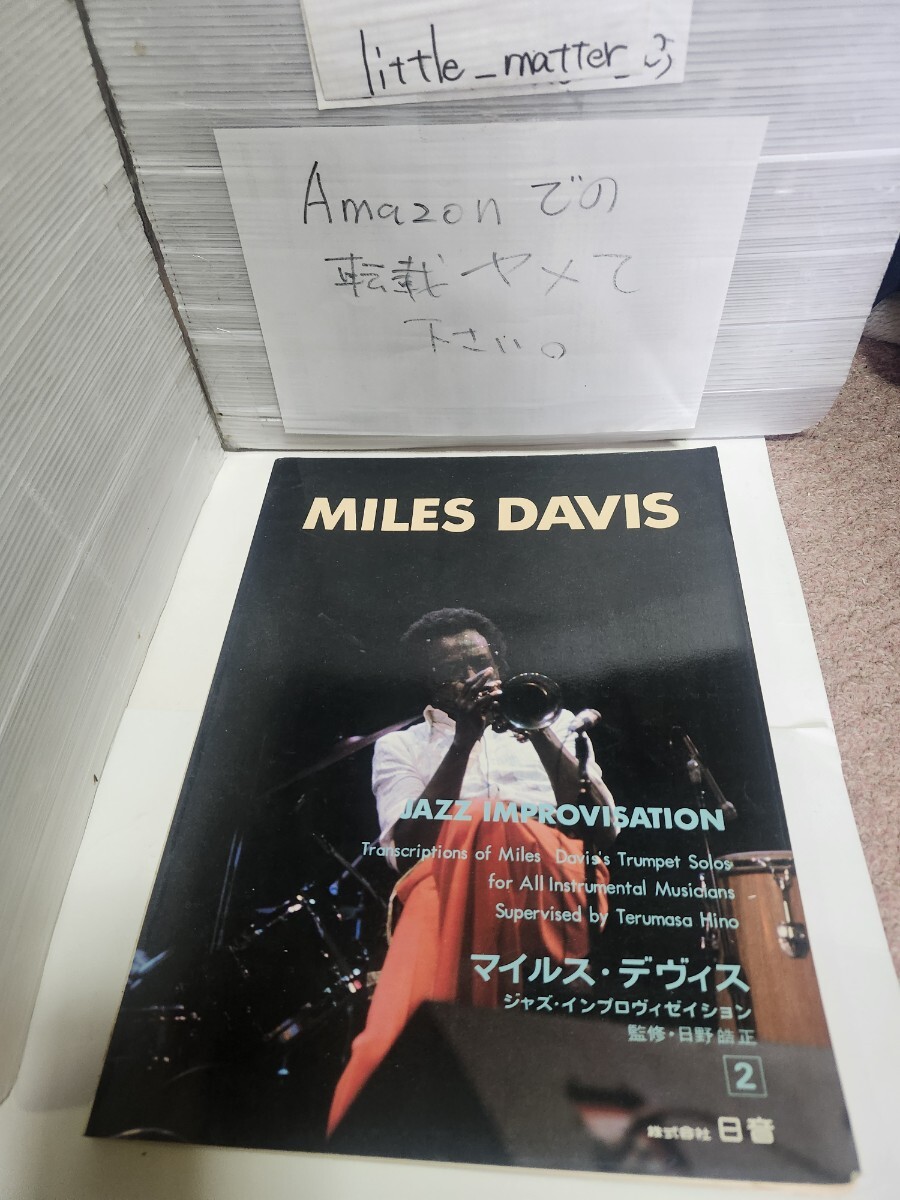 little_matter_
Amazonでの
転載ヤメて
下さい。
MILES DAVIS
JAZZ IMPROVISATION
Transcriptions of Miles Davis's Trumpet Solos
for All Instrumental Musicians
Supervised by Terumasa Hino
マイルス・デヴィス
ジャズ・インプロヴィゼイション
監修・日野皓正
2
株式會社 日音